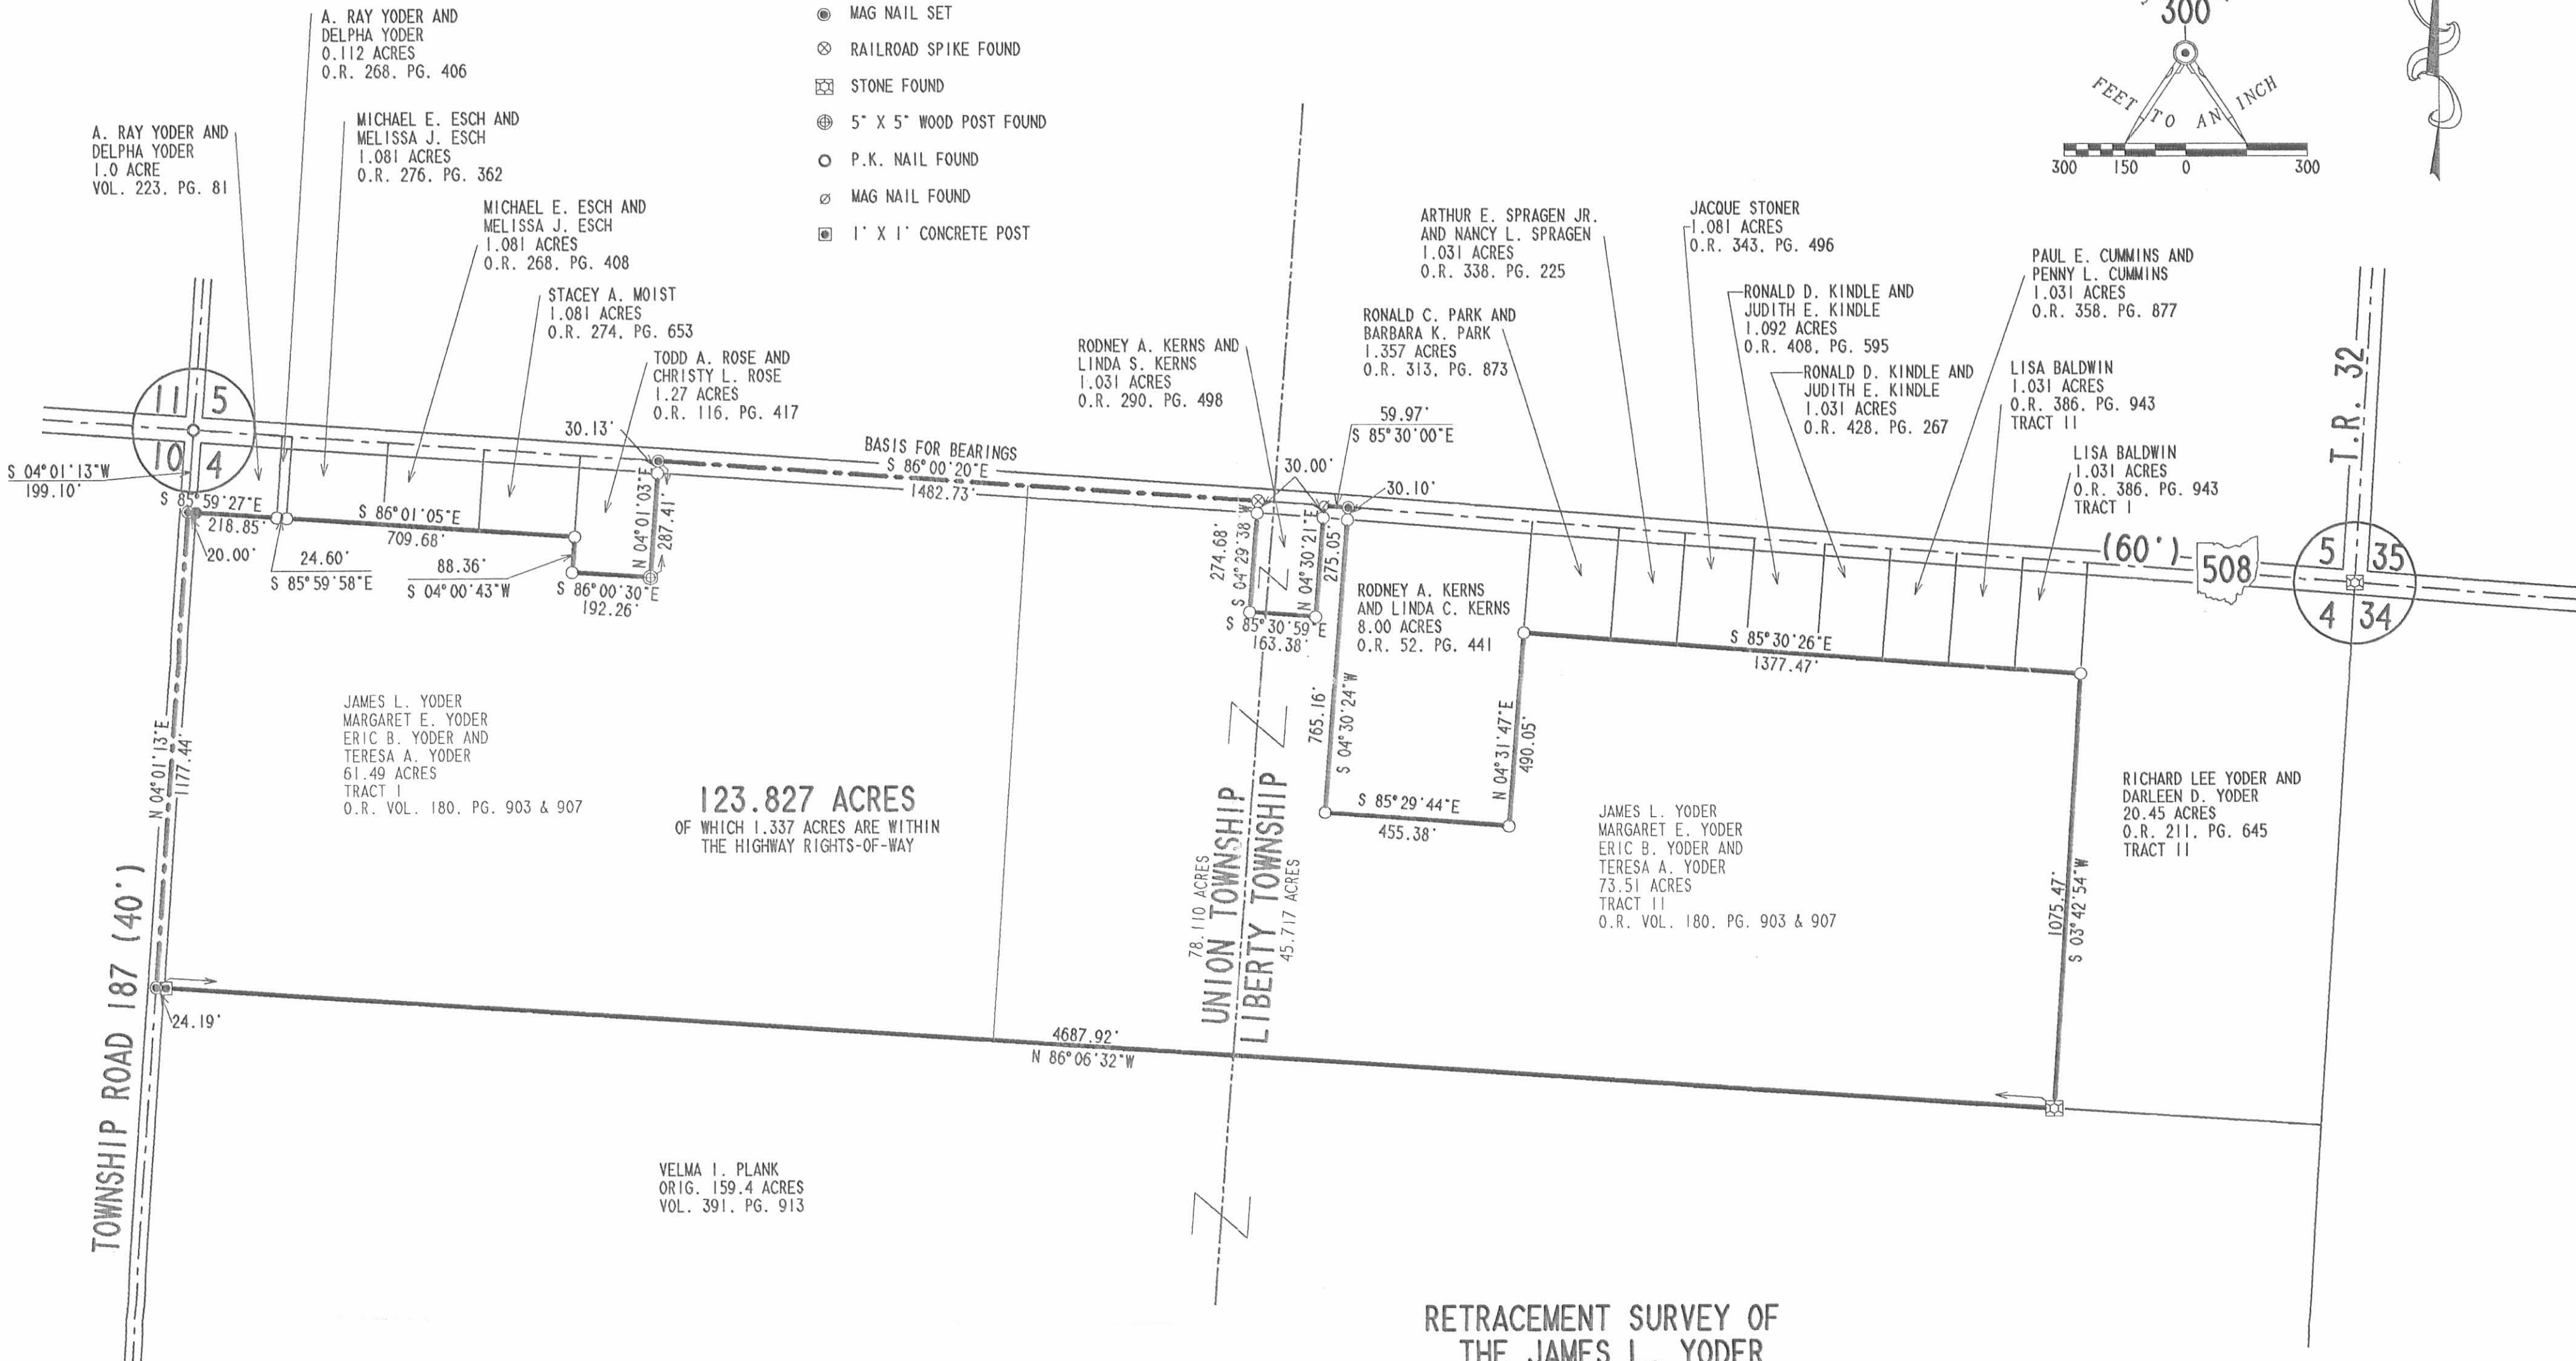 A. RAY YODER AND
DELPHA YODER
0.112 ACRES
O.R. 268, PG. 406
A. RAY YODER AND
DELPHA YODER
1.0 ACRE
VOL. 223, PG. 81
MICHAEL E. ESCH AND
MELISSA J. ESCH
1.081 ACRES
O.R. 276, PG. 362
MICHAEL E. ESCH AND
MELISSA J. ESCH
1.081 ACRES
O.R. 268, PG. 408
STACEY A. MOIST
1.081 ACRES
O.R. 274, PG. 653
TODD A. ROSE AND
CHRISTY L. ROSE
1.27 ACRES
O.R. 116, PG. 417
MAG NAIL SET
RAILROAD SPIKE FOUND
STONE FOUND
5" X 5" WOOD POST FOUND
P.K. NAIL FOUND
MAG NAIL FOUND
1' X 1' CONCRETE POST
300
FEET TO AN INCH
300 150 0 300
RODNEY A. KERNS AND
LINDA S. KERNS
1.031 ACRES
O.R. 290, PG. 498
RONALD C. PARK AND
BARBARA K. PARK
1.357 ACRES
O.R. 313, PG. 873
ARTHUR E. SPRAGEN JR.
AND NANCY L. SPRAGEN
1.031 ACRES
O.R. 338, PG. 225
JACQUE STONER
1.081 ACRES
O.R. 343, PG. 496
RONALD D. KINDLE AND
JUDITH E. KINDLE
1.092 ACRES
O.R. 408, PG. 595
RONALD D. KINDLE AND
JUDITH E. KINDLE
1.031 ACRES
O.R. 428, PG. 267
PAUL E. CUMMINS AND
PENNY L. CUMMINS
1.031 ACRES
O.R. 358, PG. 877
LISA BALDWIN
1.031 ACRES
O.R. 386, PG. 943
TRACT II
LISA BALDWIN
1.031 ACRES
O.R. 386, PG. 943
TRACT I
T.R. 32
11 5
10 4
S 04°01'13"W
199.10'
S 85°59'27"E
218.85'
20.00'
24.60'
S 85°59'58"E
S 86°01'05"E
709.68'
88.36'
S 04°00'43"W
S 86°00'30"E
192.26'
N 04°01'03"E
287.41'
30.13'
BASIS FOR BEARINGS
S 86°00'20"E
1482.73'
30.00'
59.97'
S 85°30'00"E
30.10'
274.68'
S 04°29'38"W
S 85°30'59"E
163.38'
N 04°30'21"E
275.05'
RODNEY A. KERNS
AND LINDA C. KERNS
8.00 ACRES
O.R. 52, PG. 441
765.16'
S 04°30'24"W
S 85°29'44"E
455.38'
N 04°31'47"E
490.05'
S 85°30'26"E
1377.47'
(60')
508
5 35
4 34
JAMES L. YODER
MARGARET E. YODER
ERIC B. YODER AND
TERESA A. YODER
61.49 ACRES
TRACT I
O.R. VOL. 180, PG. 903 & 907
123.827 ACRES
OF WHICH 1.337 ACRES ARE WITHIN
THE HIGHWAY RIGHTS-OF-WAY
N 04°01'13"E
1177.44'
TOWNSHIP ROAD 187 (40')
24.19'
78.110 ACRES
UNION TOWNSHIP
LIBERTY TOWNSHIP
45.717 ACRES
JAMES L. YODER
MARGARET E. YODER
ERIC B. YODER AND
TERESA A. YODER
73.51 ACRES
TRACT II
O.R. VOL. 180, PG. 903 & 907
1075.47'
S 03°42'54"W
RICHARD LEE YODER AND
DARLEEN D. YODER
20.45 ACRES
O.R. 211, PG. 645
TRACT II
4687.92'
N 86°06'32"W
VELMA I. PLANK
ORIG. 159.4 ACRES
VOL. 391, PG. 913
RETRACEMENT SURVEY OF
THE JAMES L. YODER